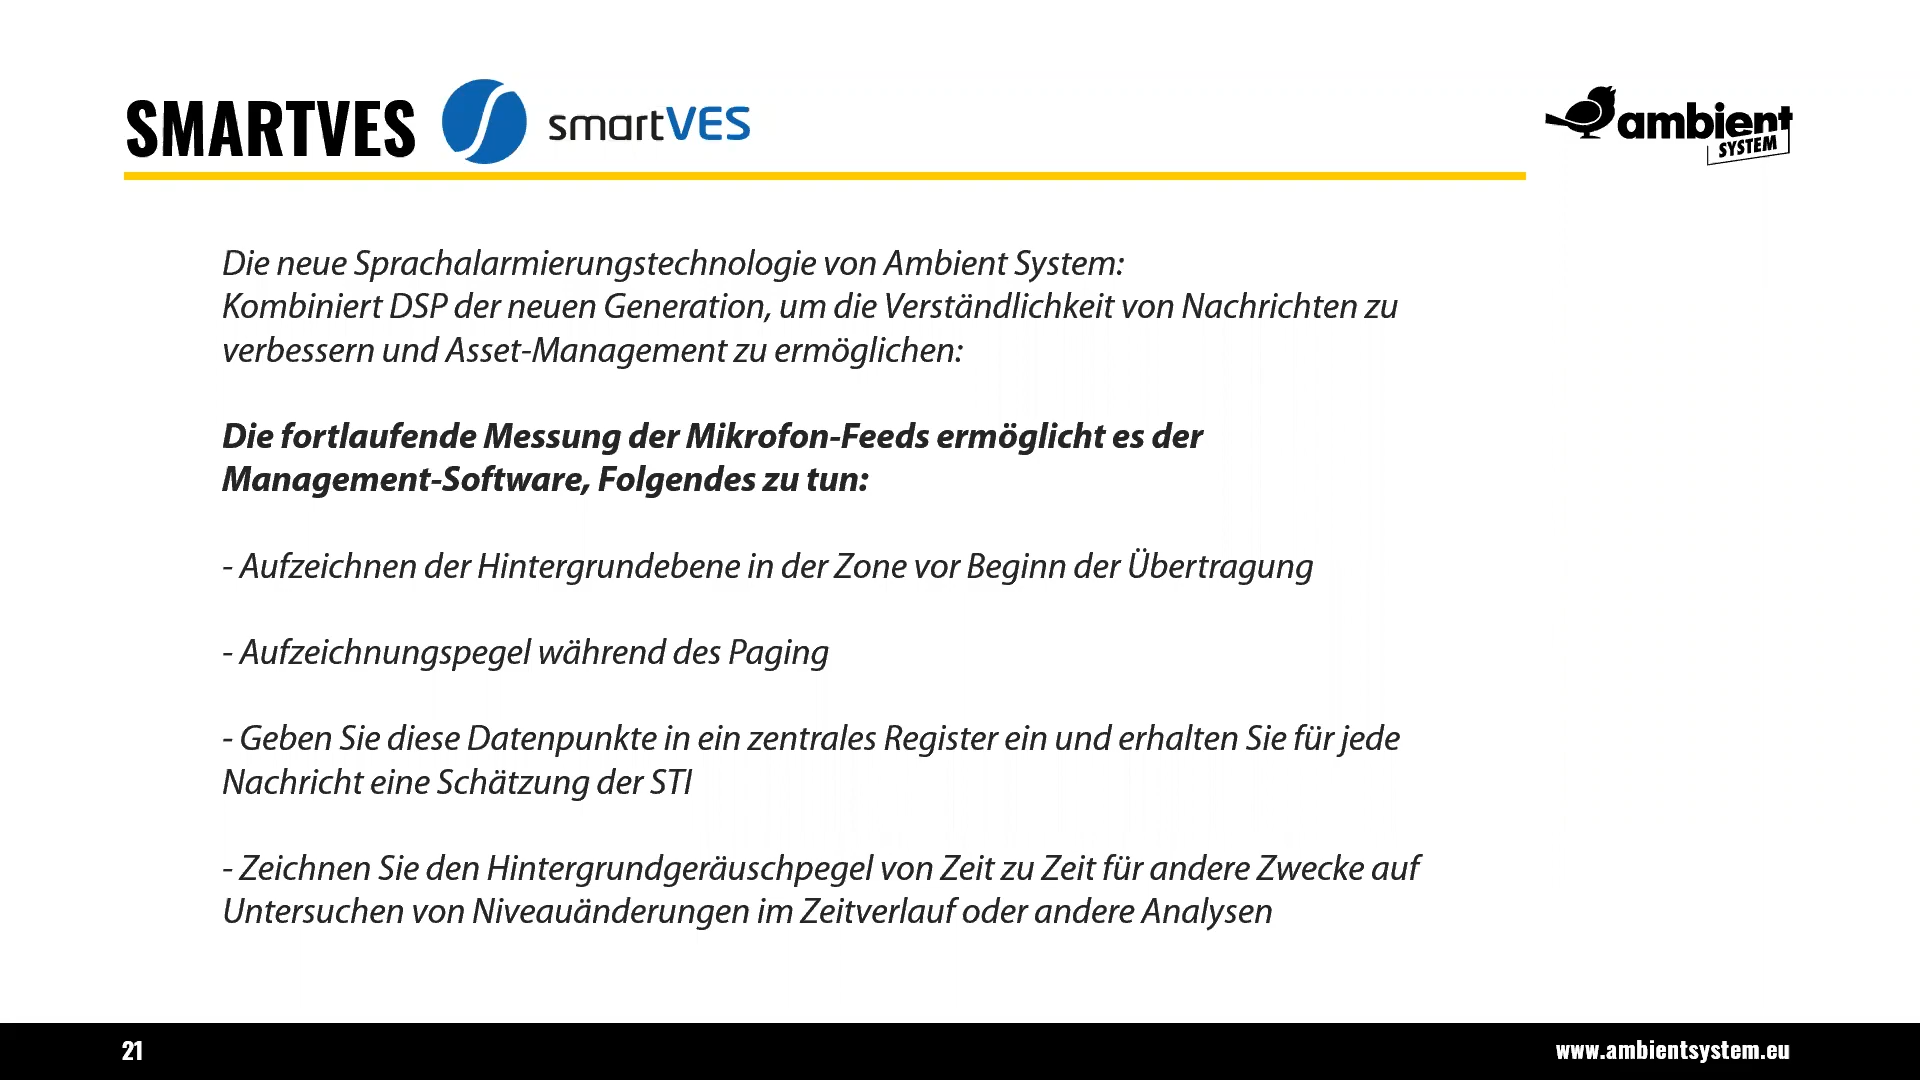 SMARTVES
smartVES
ambient
SYSTEM
Die neue Sprachalarmierungstechnologie von Ambient System:
Kombiniert DSP der neuen Generation, um die Verständlichkeit von Nachrichten zu
verbessern und Asset-Management zu ermöglichen:
Die fortlaufende Messung der Mikrofon-Feeds ermöglicht es der
Management-Software, Folgendes zu tun:
- Aufzeichnen der Hintergrundebene in der Zone vor Beginn der Übertragung
- Aufzeichnungspegel während des Paging
- Geben Sie diese Datenpunkte in ein zentrales Register ein und erhalten Sie für jede
Nachricht eine Schätzung der STI
- Zeichnen Sie den Hintergrundgeräuschpegel von Zeit zu Zeit für andere Zwecke auf
Untersuchen von Niveauänderungen im Zeitverlauf oder andere Analysen
21
www.ambientsystem.eu